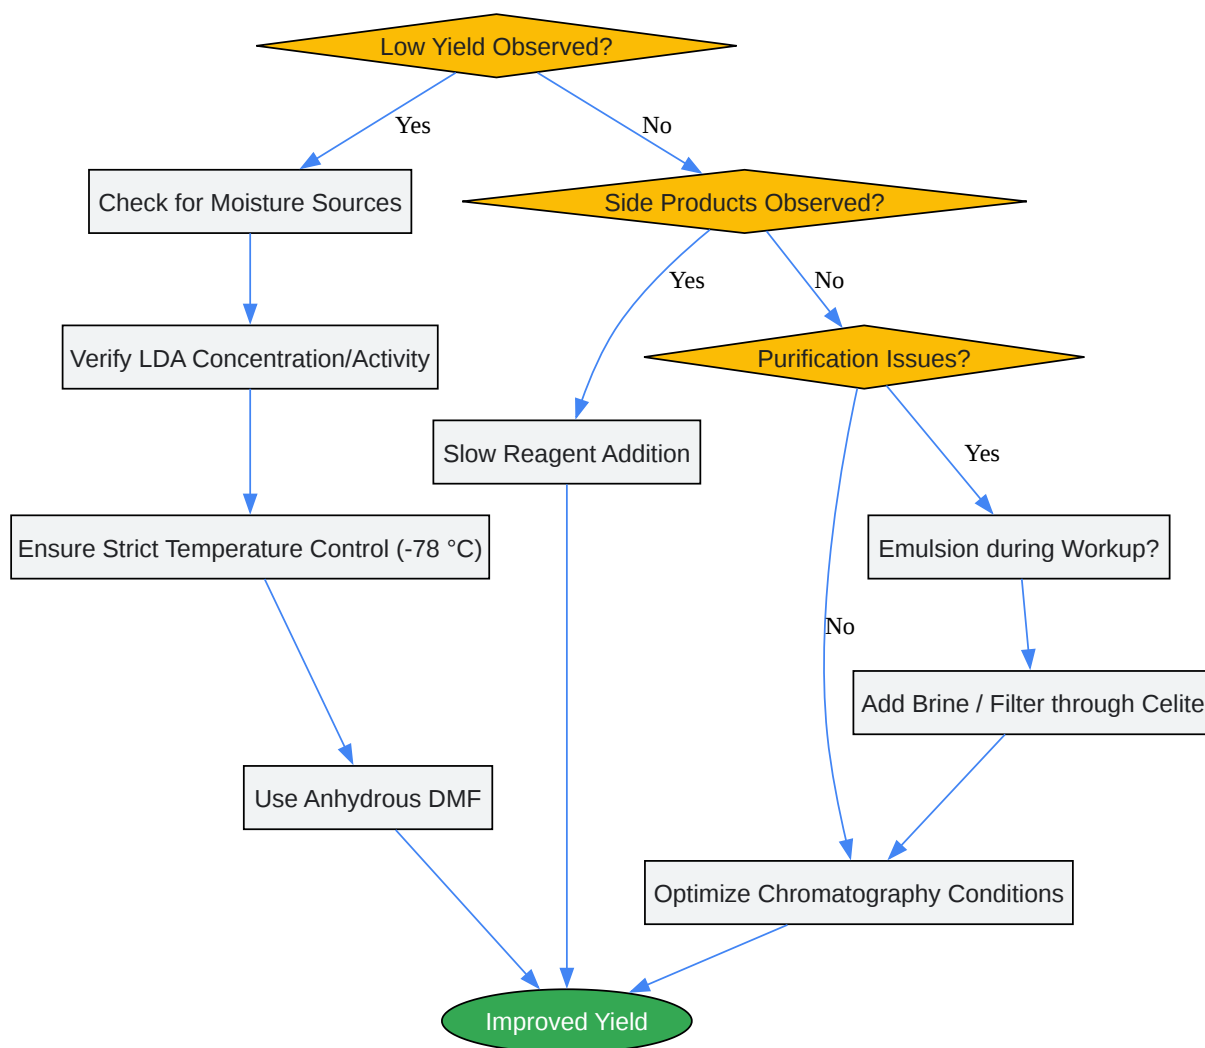 Low Yield Observed?
Yes
No
Check for Moisture Sources
Side Products Observed?
Yes
No
Verify LDA Concentration/Activity
Purification Issues?
Slow Reagent Addition
Yes
Ensure Strict Temperature Control (-78 °C)
Emulsion during Workup?
No
Add Brine / Filter through Celite
Use Anhydrous DMF
Optimize Chromatography Conditions
Improved Yield